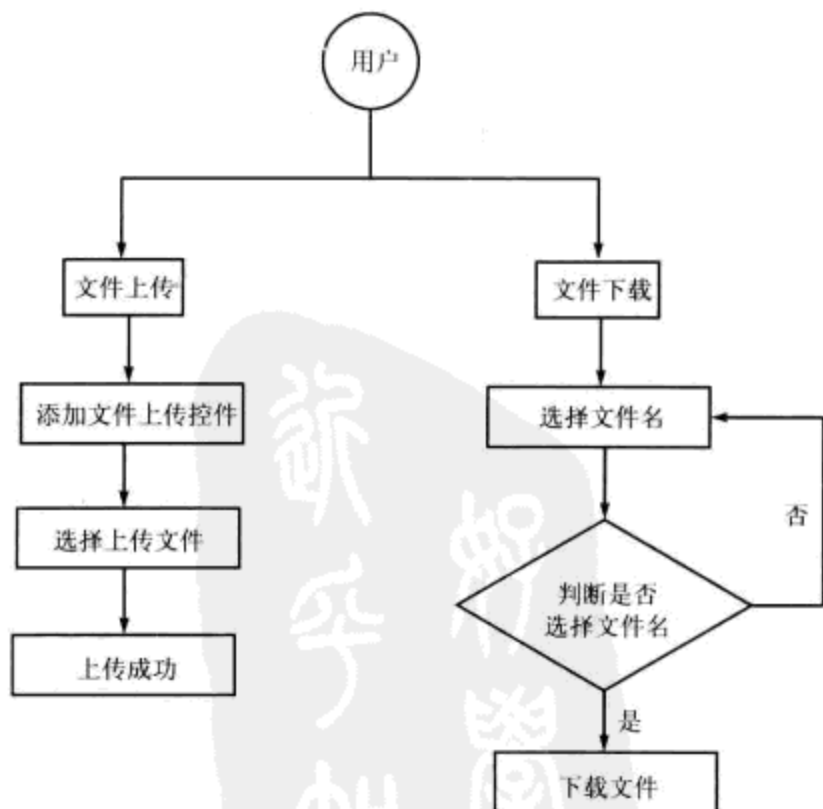 用户
文件上传
文件下载
添加文件上传控件
选择文件名
选择上传文件
否
判断是否
选择文件名
上传成功
是
下载文件